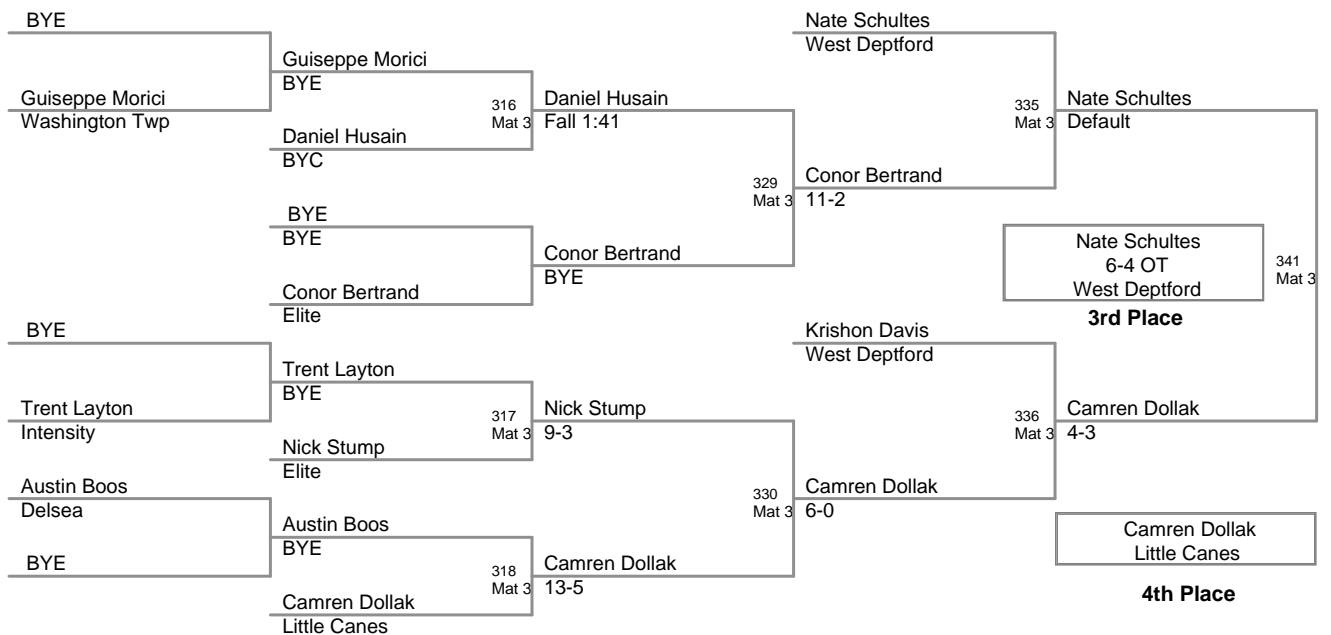 BYE
Guiseppe Morici
Washington Twp
Guiseppe Morici
BYE
Daniel Husain
BYC
316
Mat 3
Daniel Husain
Fall 1:41
BYE
BYE
Conor Bertrand
Elite
Conor Bertrand
BYE
329
Mat 3
Conor Bertrand
11-2
Nate Schultes
West Deptford
335
Mat 3
Nate Schultes
Default
BYE
Trent Layton
Intensity
Trent Layton
BYE
Nick Stump
Elite
317
Mat 3
Nick Stump
9-3
Austin Boos
Delsea
BYE
Austin Boos
BYE
Camren Dollak
Little Canes
318
Mat 3
Camren Dollak
13-5
330
Mat 3
Camren Dollak
6-0
Krishon Davis
West Deptford
336
Mat 3
Camren Dollak
4-3
341
Mat 3
Nate Schultes
6-4 OT
West Deptford
3rd Place
Camren Dollak
Little Canes
4th Place